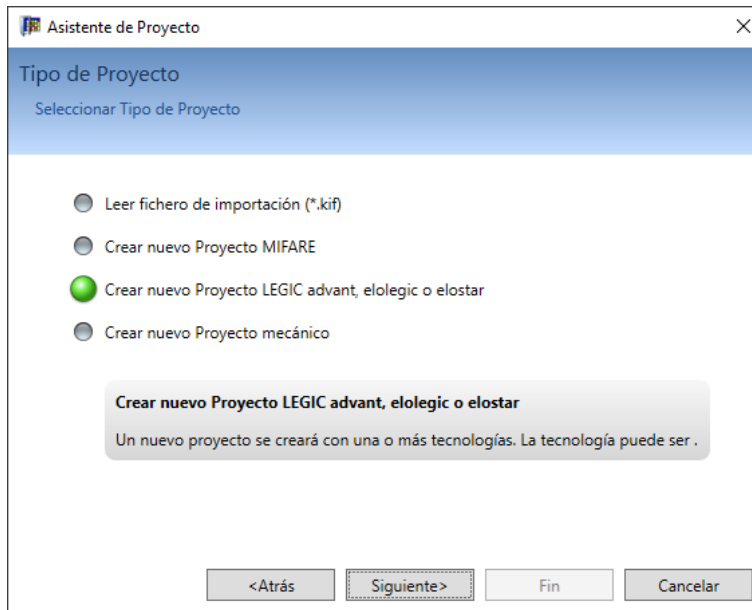 Asistente de Proyecto
Tipo de Proyecto
Seleccionar Tipo de Proyecto
Leer fichero de importación (*.kif)
Crear nuevo Proyecto MIFARE
Crear nuevo Proyecto LEGIC advant, elolegic o elostar
Crear nuevo Proyecto mecánico
Crear nuevo Proyecto LEGIC advant, elolegic o elostar
Un nuevo proyecto se creará con una o más tecnologías. La tecnología puede ser .
<Atrás Siguiente> Fin Cancelar